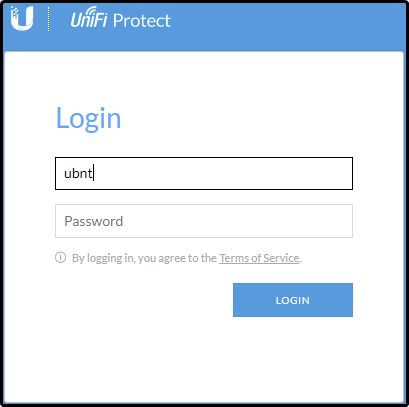 U UniFi Protect
Login
ubnt
Password
By logging in, you agree to the Terms of Service.
LOGIN